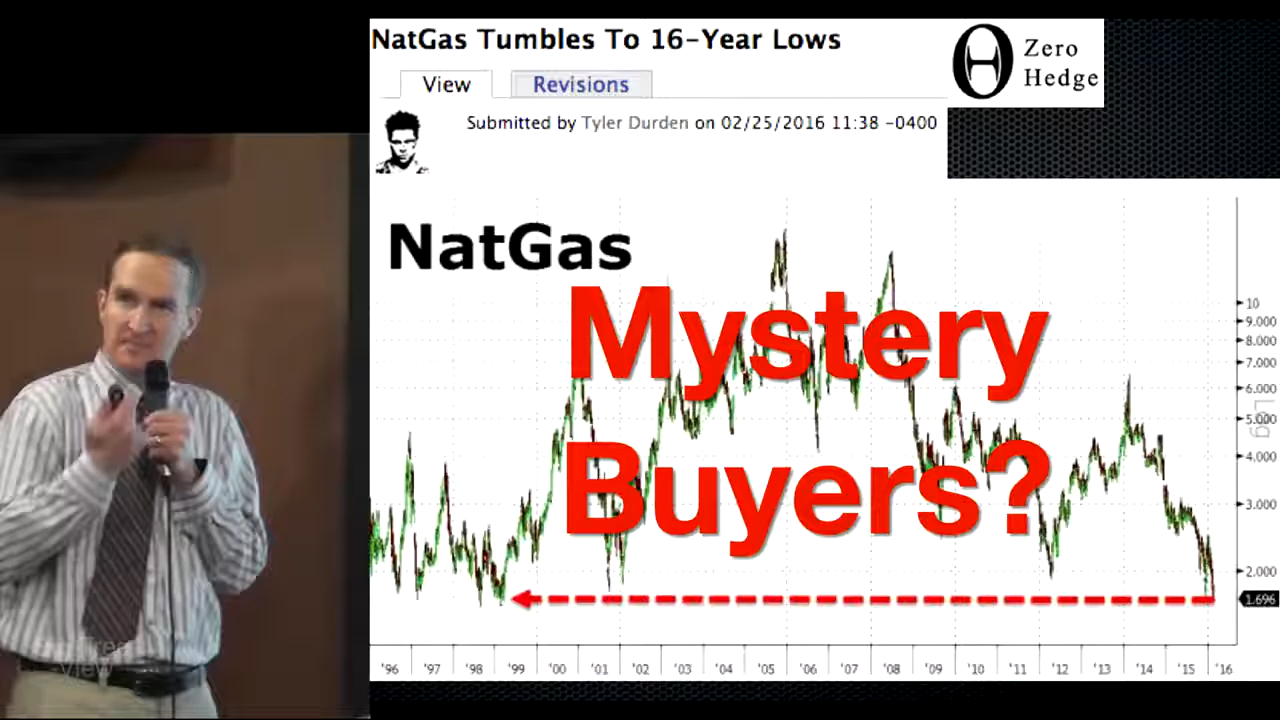 NatGas Tumbles To 16-Year Lows
Zero
Hedge
View
Revisions
Submitted by Tyler Durden on 02/25/2016 11:38 -0400
NatGas
Mystery
Buyers?
10
9.000
8.000
7.000
6.000
5.000
4.000
3.000
2.000
1.696
Log
'96 '97 '98 '99 '00 '01 '02 '03 '04 '05 '06 '07 '08 '09 '10 '11 '12 '13 '14 '15 '16
View